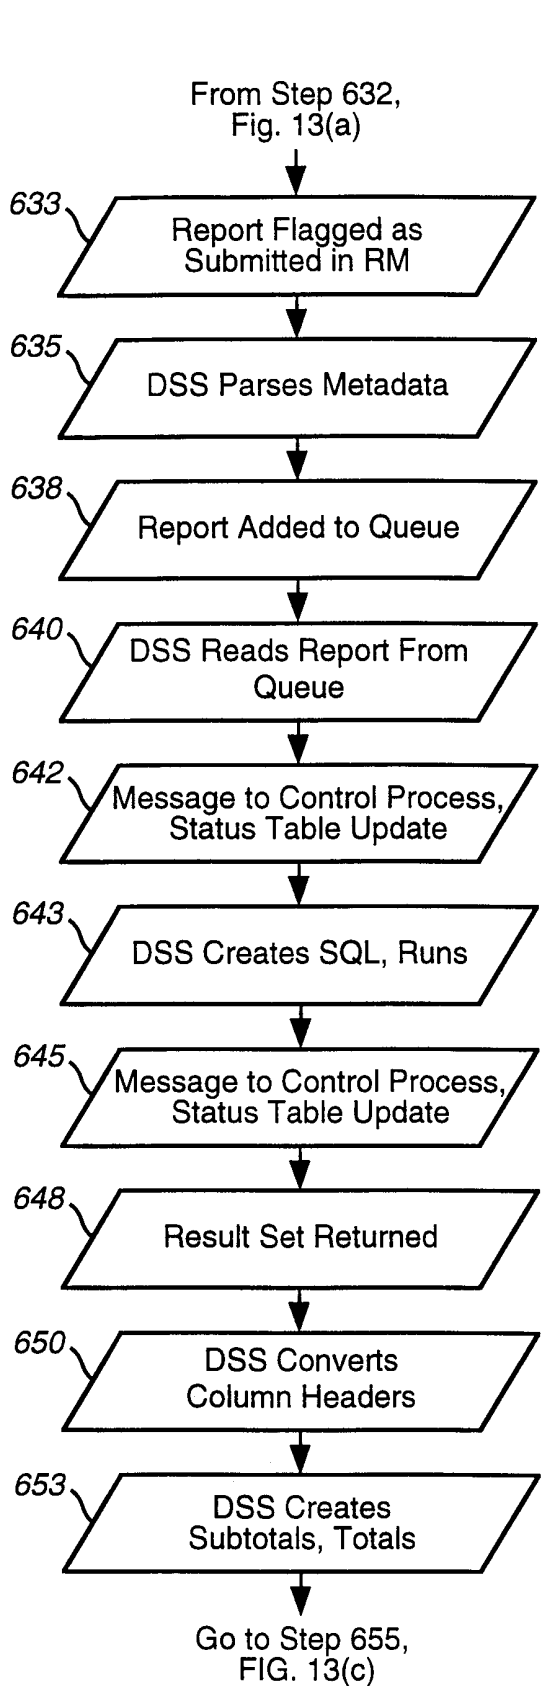 From Step 632,
Fig. 13(a)
633
Report Flagged as
Submitted in RM
635
DSS Parses Metadata
638
Report Added to Queue
640
DSS Reads Report From
Queue
642
Message to Control Process,
Status Table Update
643
DSS Creates SQL, Runs
645
Message to Control Process,
Status Table Update
648
Result Set Returned
650
DSS Converts
Column Headers
653
DSS Creates
Subtotals, Totals
Go to Step 655,
FIG. 13(c)